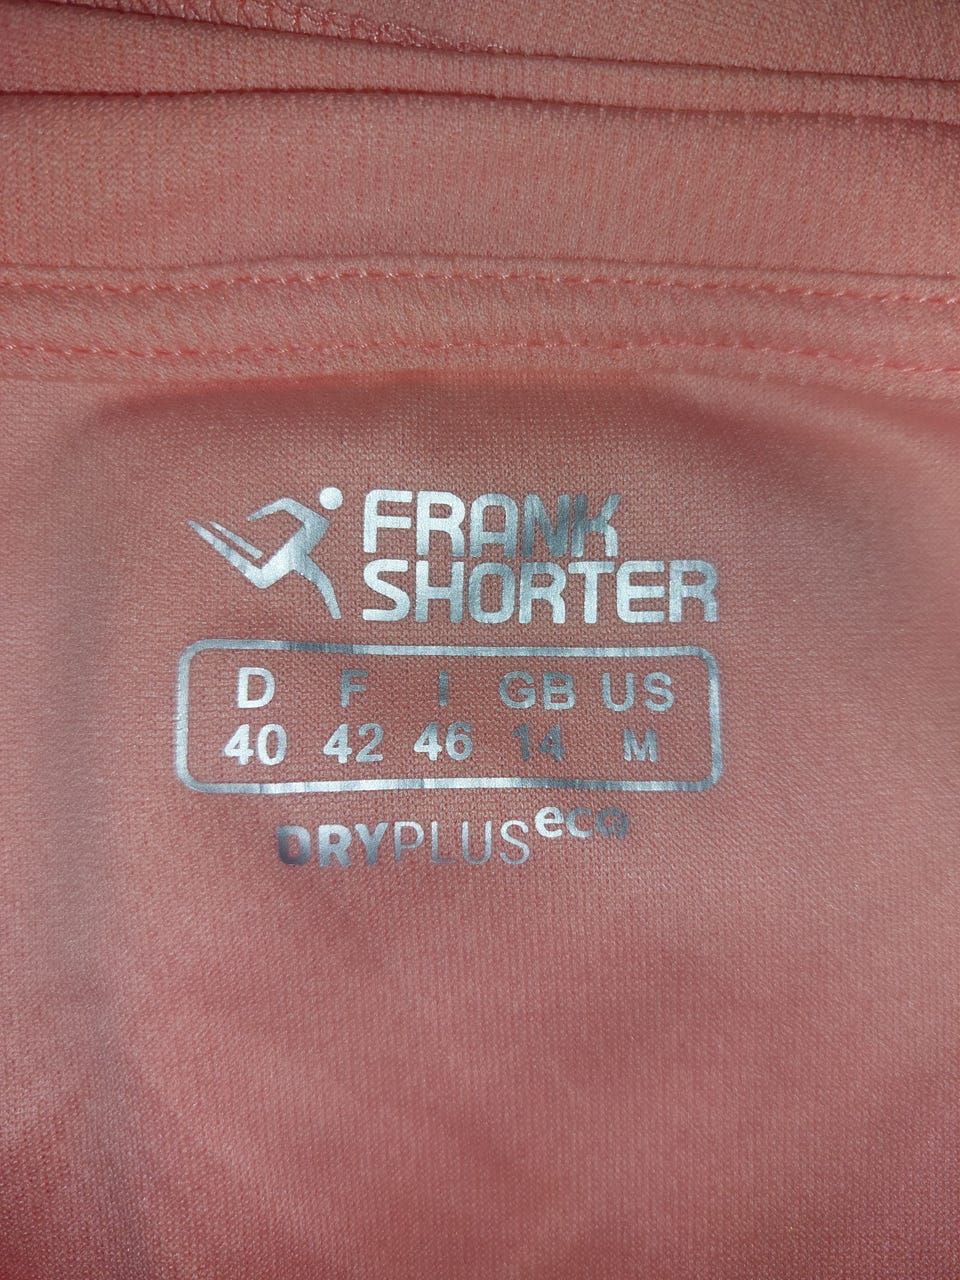 FRANK
SHORTER
D F I GB US
40 42 46 14 M
DRYPLUSeco